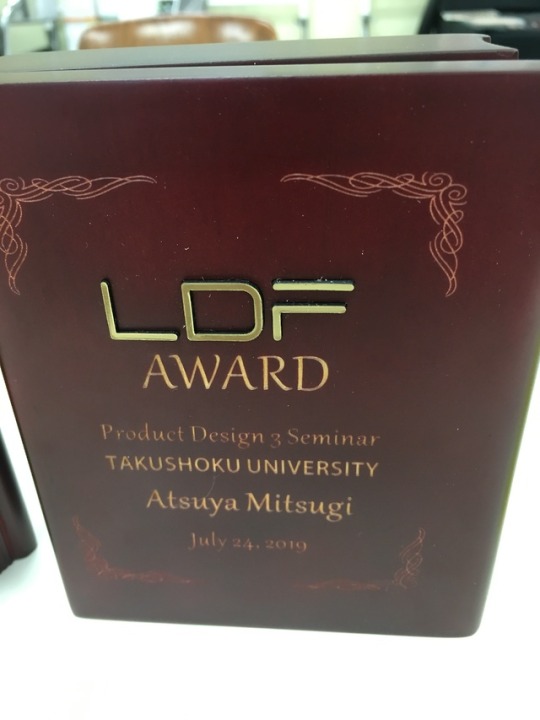 LDF
AWARD
Product Design 3 Seminar
TAKUSHOKU UNIVERSITY
Atsuya Mitsugi
July 24, 2019